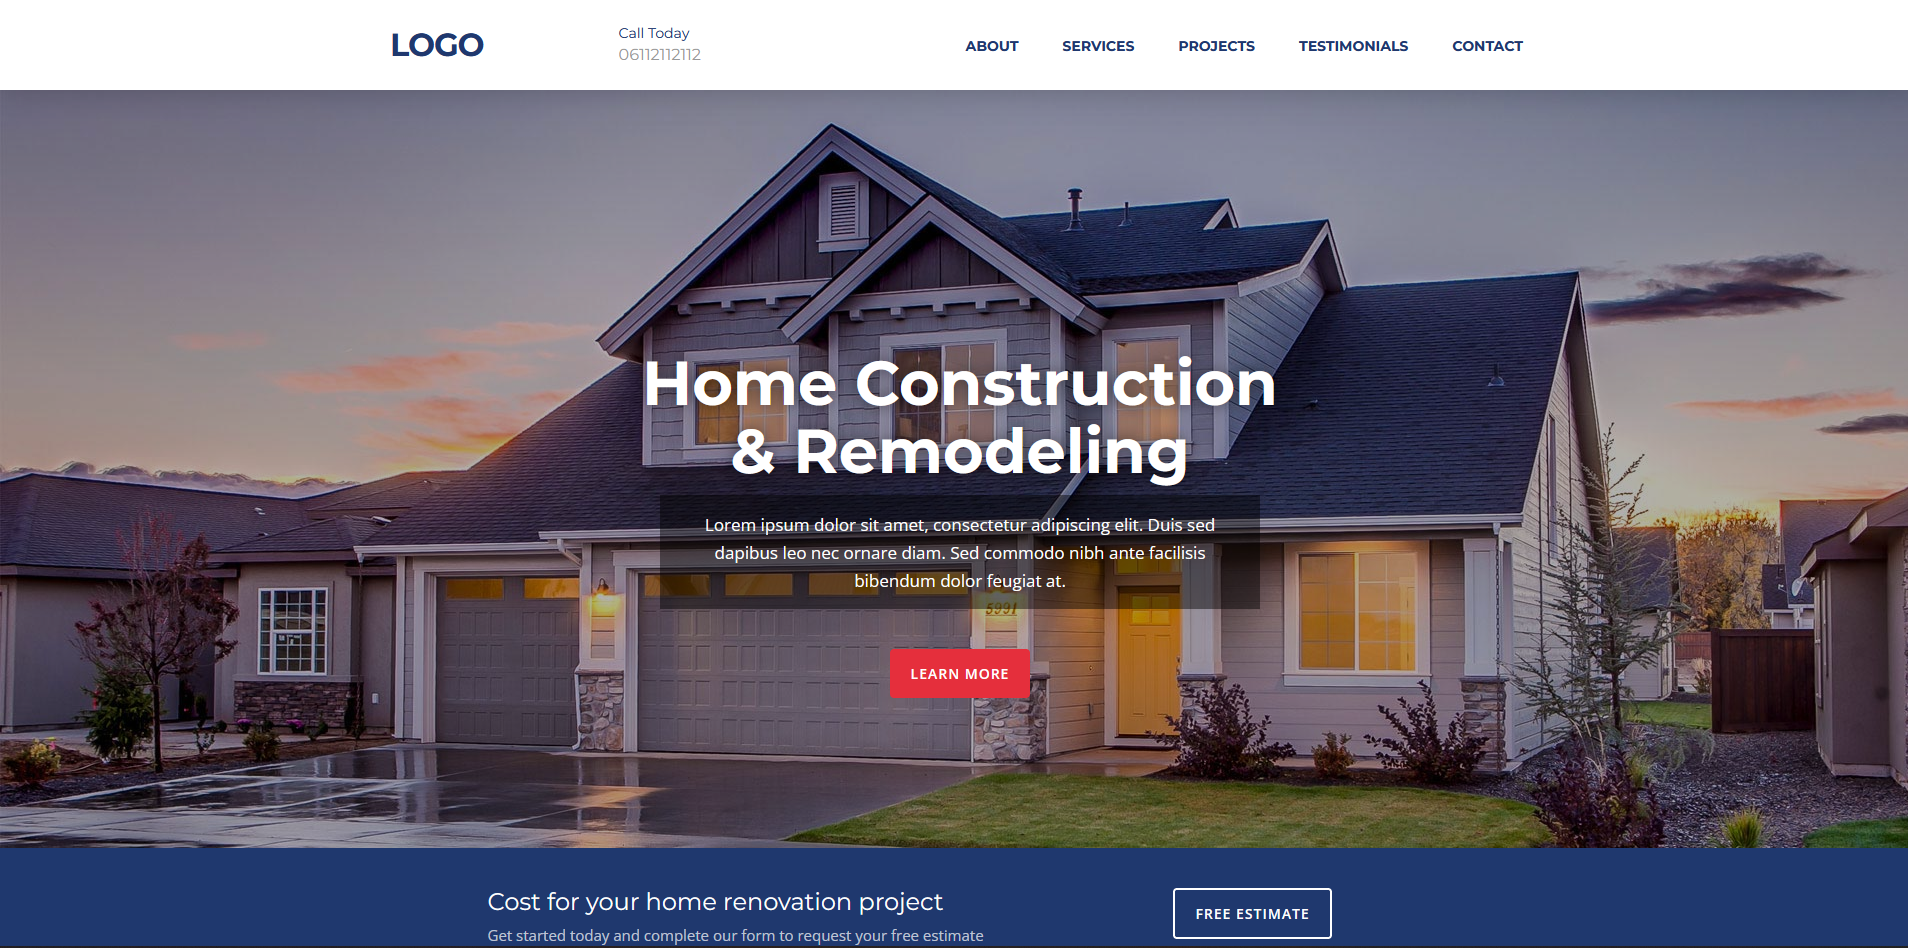 LOGO
Call Today
06112112112
ABOUT SERVICES PROJECTS TESTIMONIALS CONTACT
Home Construction
& Remodeling
Lorem ipsum dolor sit amet, consectetur adipiscing elit. Duis sed
dapibus leo nec ornare diam. Sed commodo nibh ante facilisis
bibendum dolor feugiat at.
5991
LEARN MORE
Cost for your home renovation project
Get started today and complete our form to request your free estimate
FREE ESTIMATE